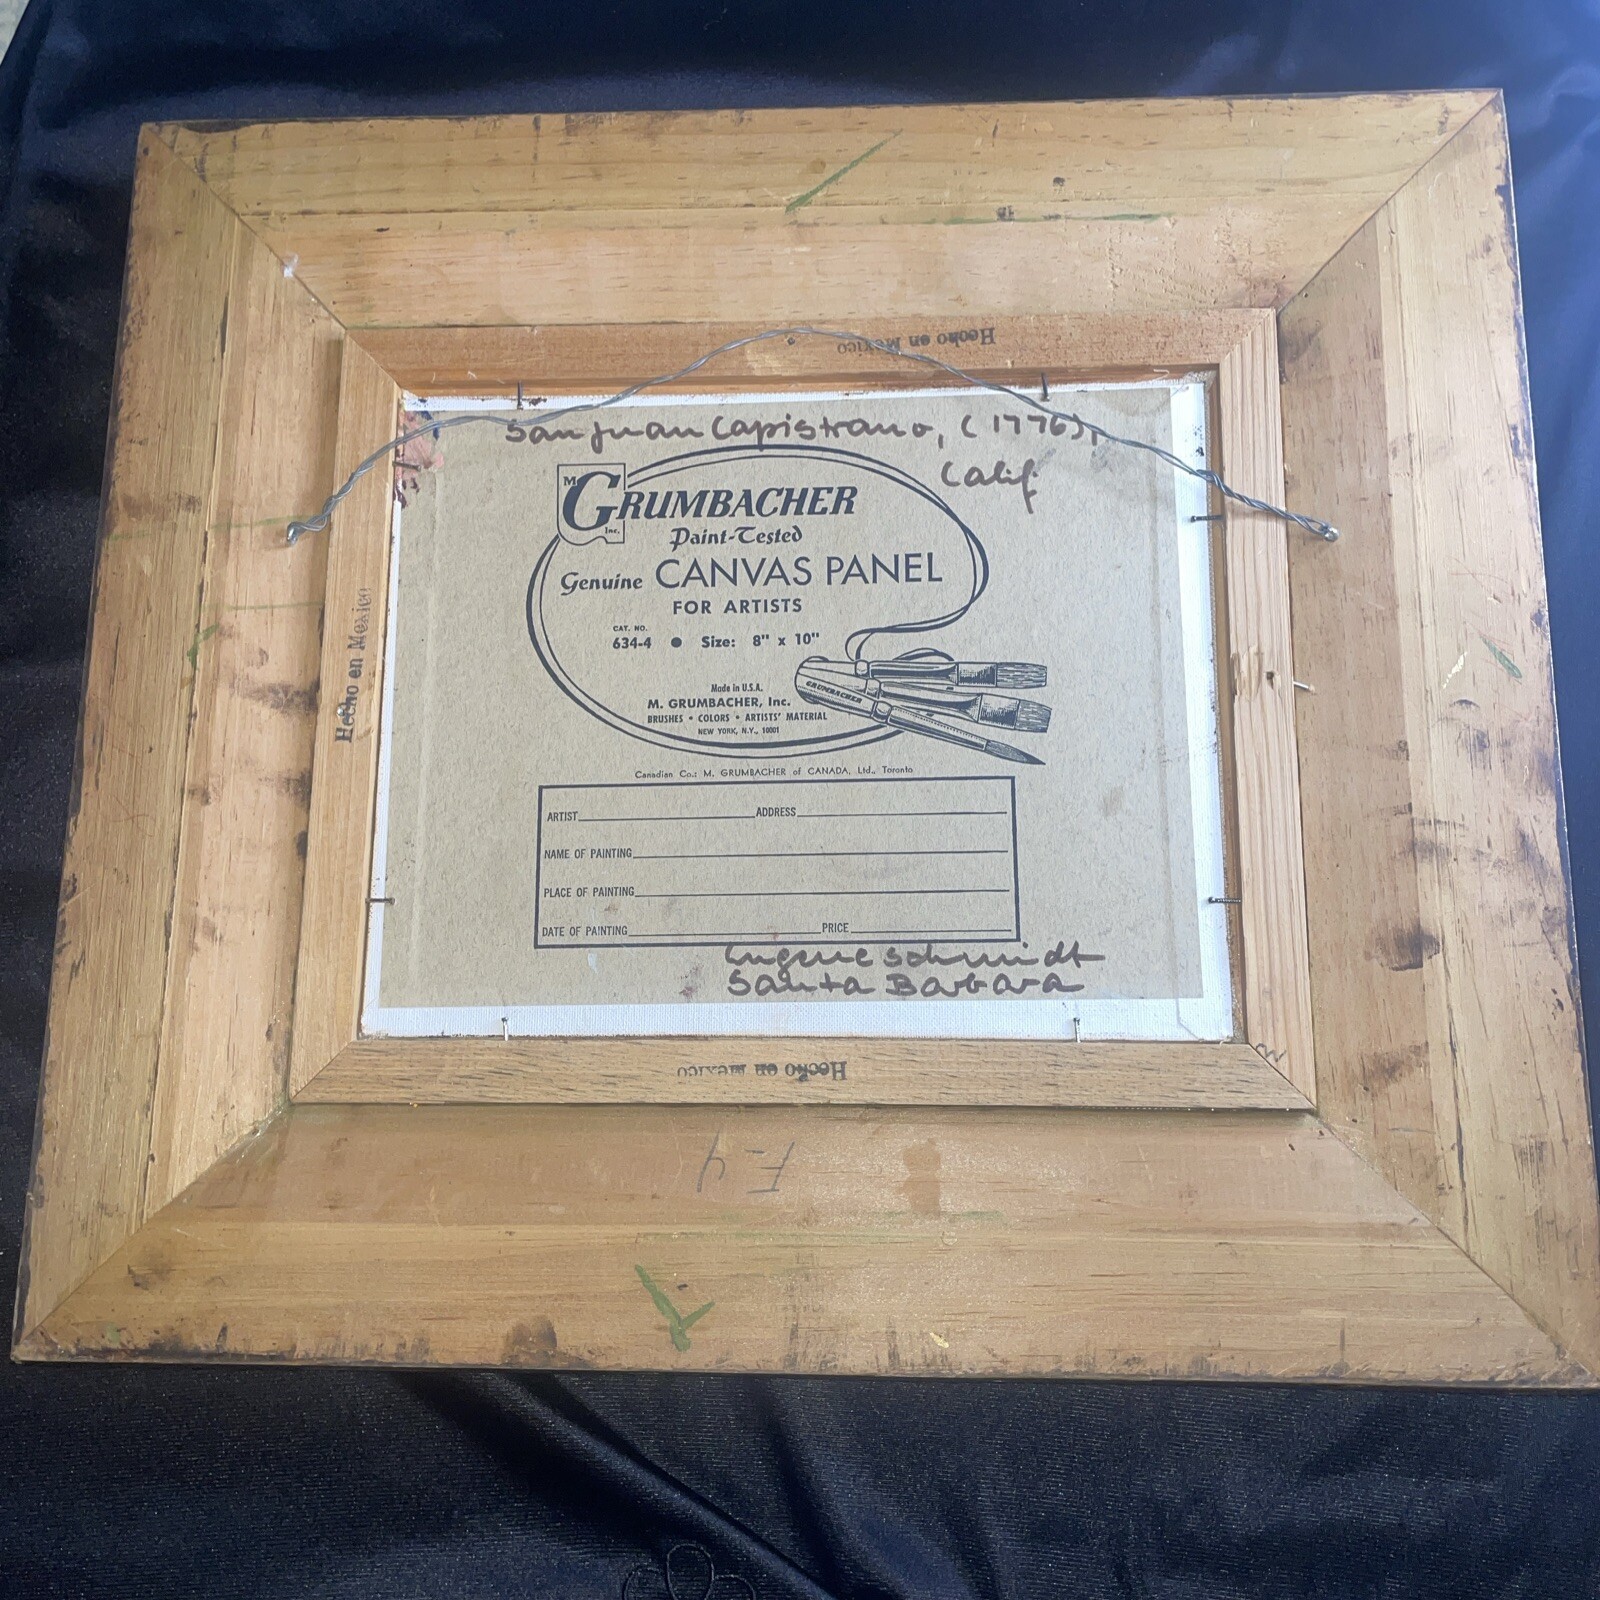 Hecho en Mexico
San Juan Capistrano, (1776),
Calif.
M GRUMBACHER Inc.
Paint-Tested
Genuine CANVAS PANEL
FOR ARTISTS
CAT. NO.
634-4 ● Size: 8" x 10"
GRUMBACHER
Made in U.S.A.
M. GRUMBACHER, Inc.
BRUSHES • COLORS • ARTISTS' MATERIAL
NEW YORK, N.Y., 10001
Canadian Co.: M. GRUMBACHER of CANADA, Ltd., Toronto
Hecho en Mexico
ARTIST ADDRESS
NAME OF PAINTING
PLACE OF PAINTING
DATE OF PAINTING PRICE
Eugene Schmidt
Santa Barbara
Hecho en Mexico
F-4